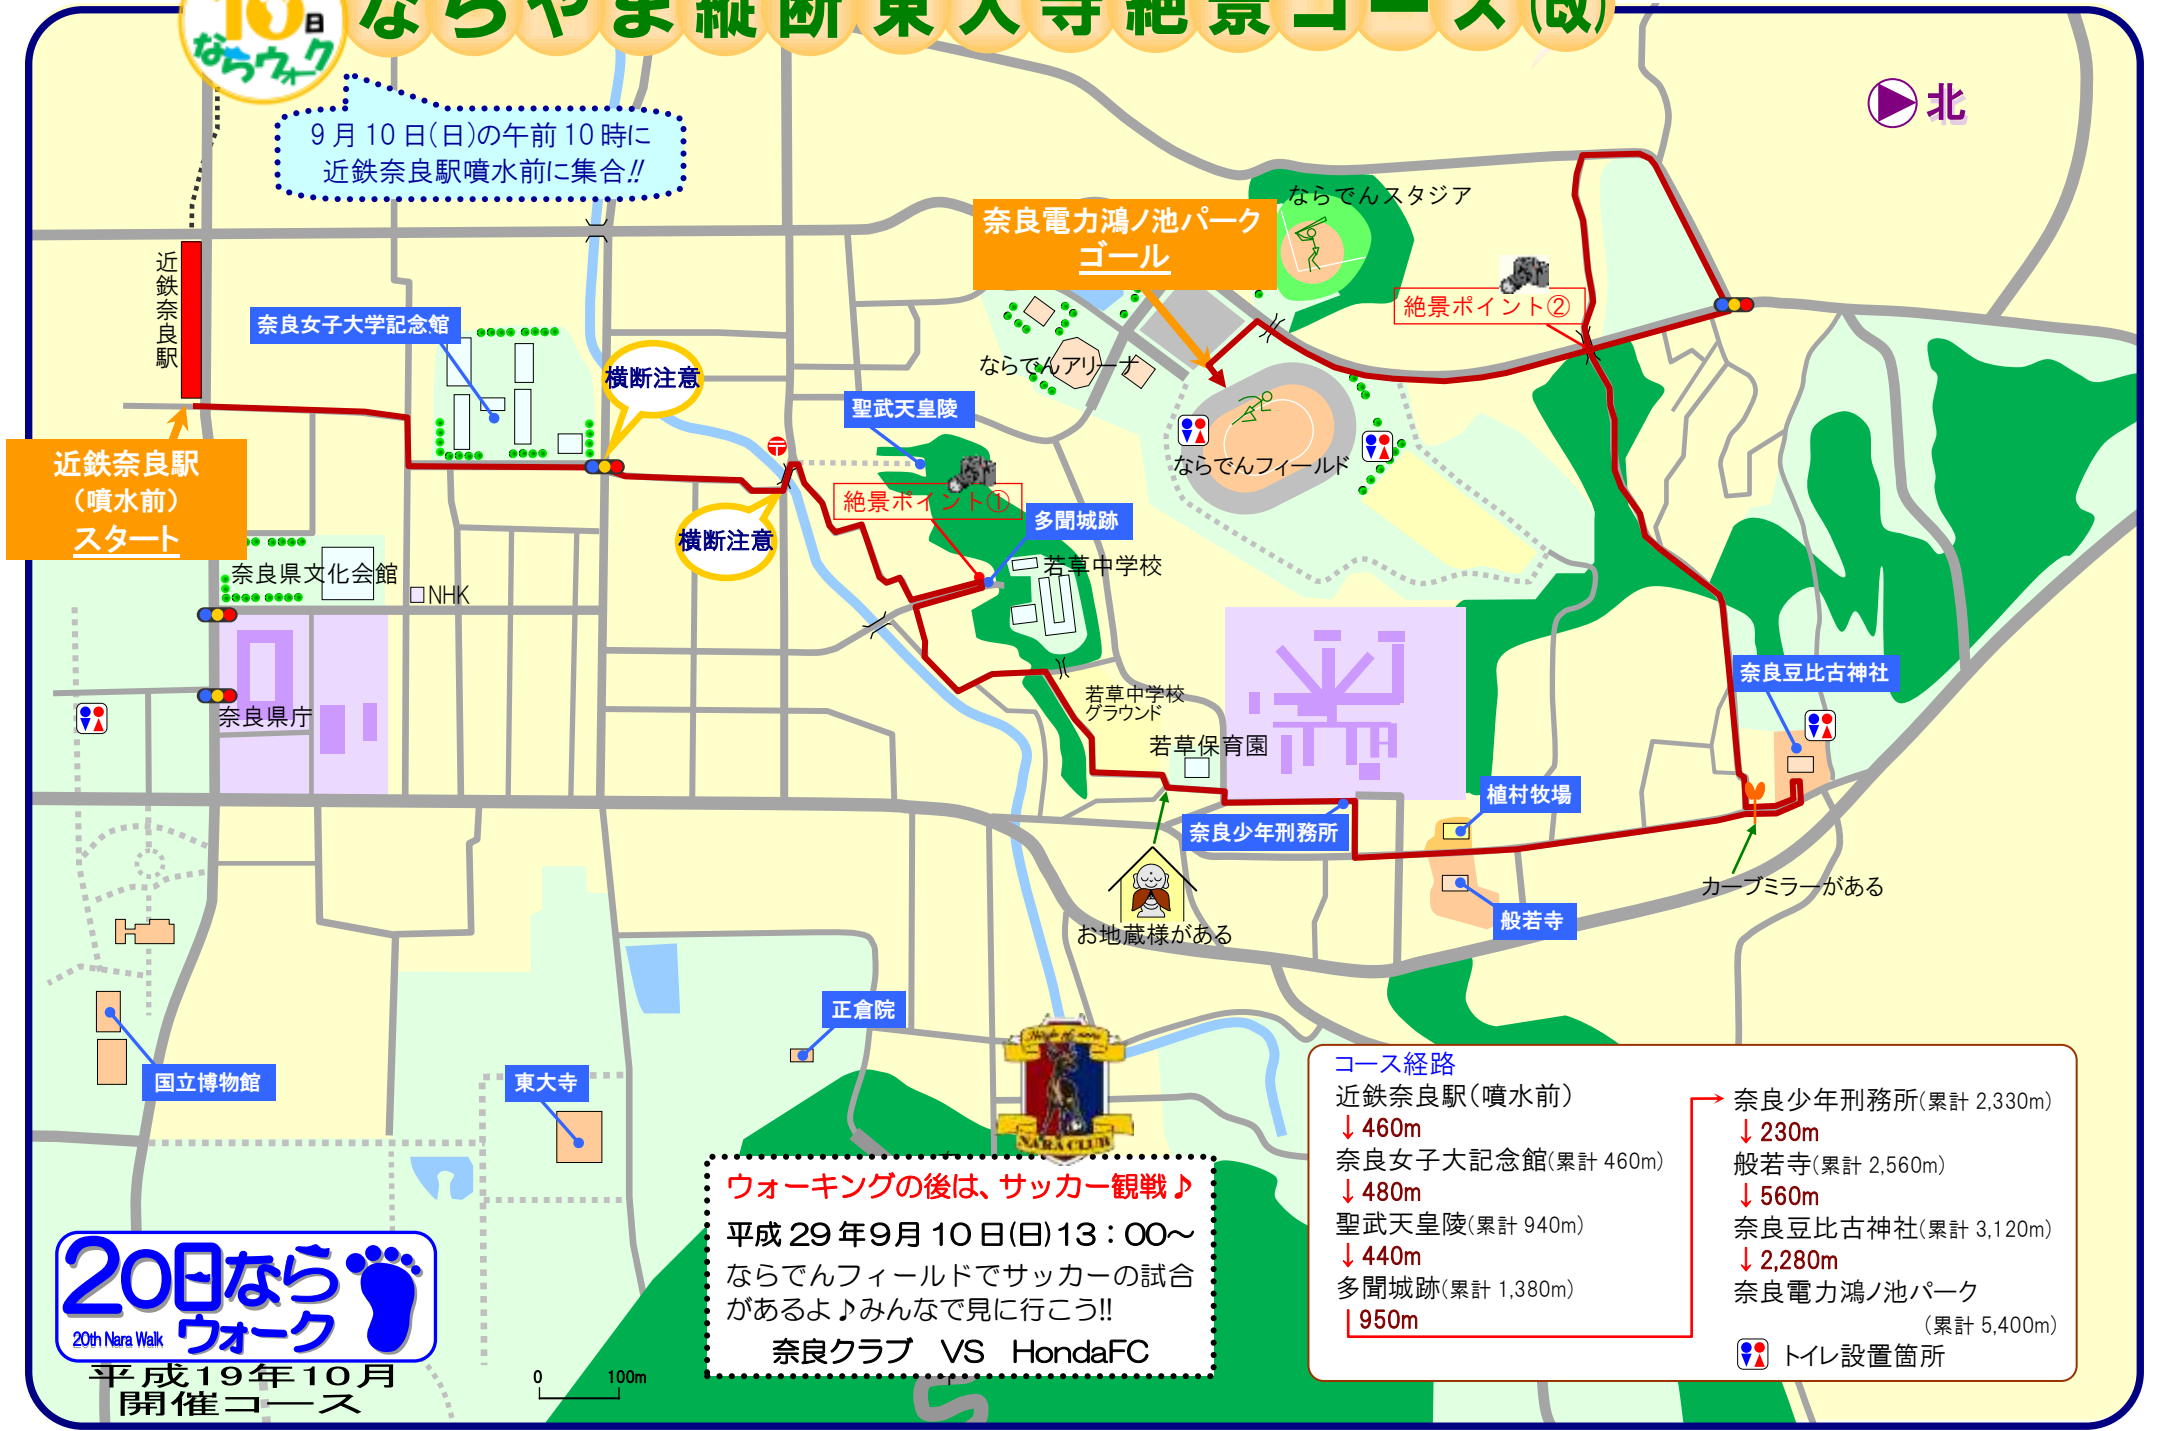 10日
ならウォーク
ならやま縦断東大寺絶景コース(改)
9月10日(日)の午前10時に
近鉄奈良駅噴水前に集合!!
北
ならでんスタジア
奈良電力鴻ノ池パーク
ゴール
近鉄奈良駅
奈良女子大学記念館
絶景ポイント②
横断注意
ならでんアリーナ
聖武天皇陵
近鉄奈良駅
（噴水前）
スタート
ならでんフィールド
絶景ポイント①
多聞城跡
横断注意
若草中学校
奈良県文化会館
NHK
奈良豆比古神社
若草中学校
グラウンド
奈良県庁
若草保育園
植村牧場
奈良少年刑務所
カーブミラーがある
般若寺
お地蔵様がある
正倉院
国立博物館
東大寺
NARA CLUB
ウォーキングの後は、サッカー観戦♪
平成29年9月10日(日)13：00～
ならでんフィールドでサッカーの試合
があるよ♪みんなで見に行こう!!
奈良クラブ VS HondaFC
コース経路
近鉄奈良駅（噴水前）
↓460m
奈良女子大記念館(累計 460m)
↓480m
聖武天皇陵(累計 940m)
↓440m
多聞城跡(累計 1,380m)
950m
奈良少年刑務所(累計 2,330m)
↓230m
般若寺(累計 2,560m)
↓560m
奈良豆比古神社(累計 3,120m)
↓2,280m
奈良電力鴻ノ池パーク
(累計 5,400m)
トイレ設置箇所
20日なら
ウォーク
20th Nara Walk
平成19年10月
開催コース
0 100m